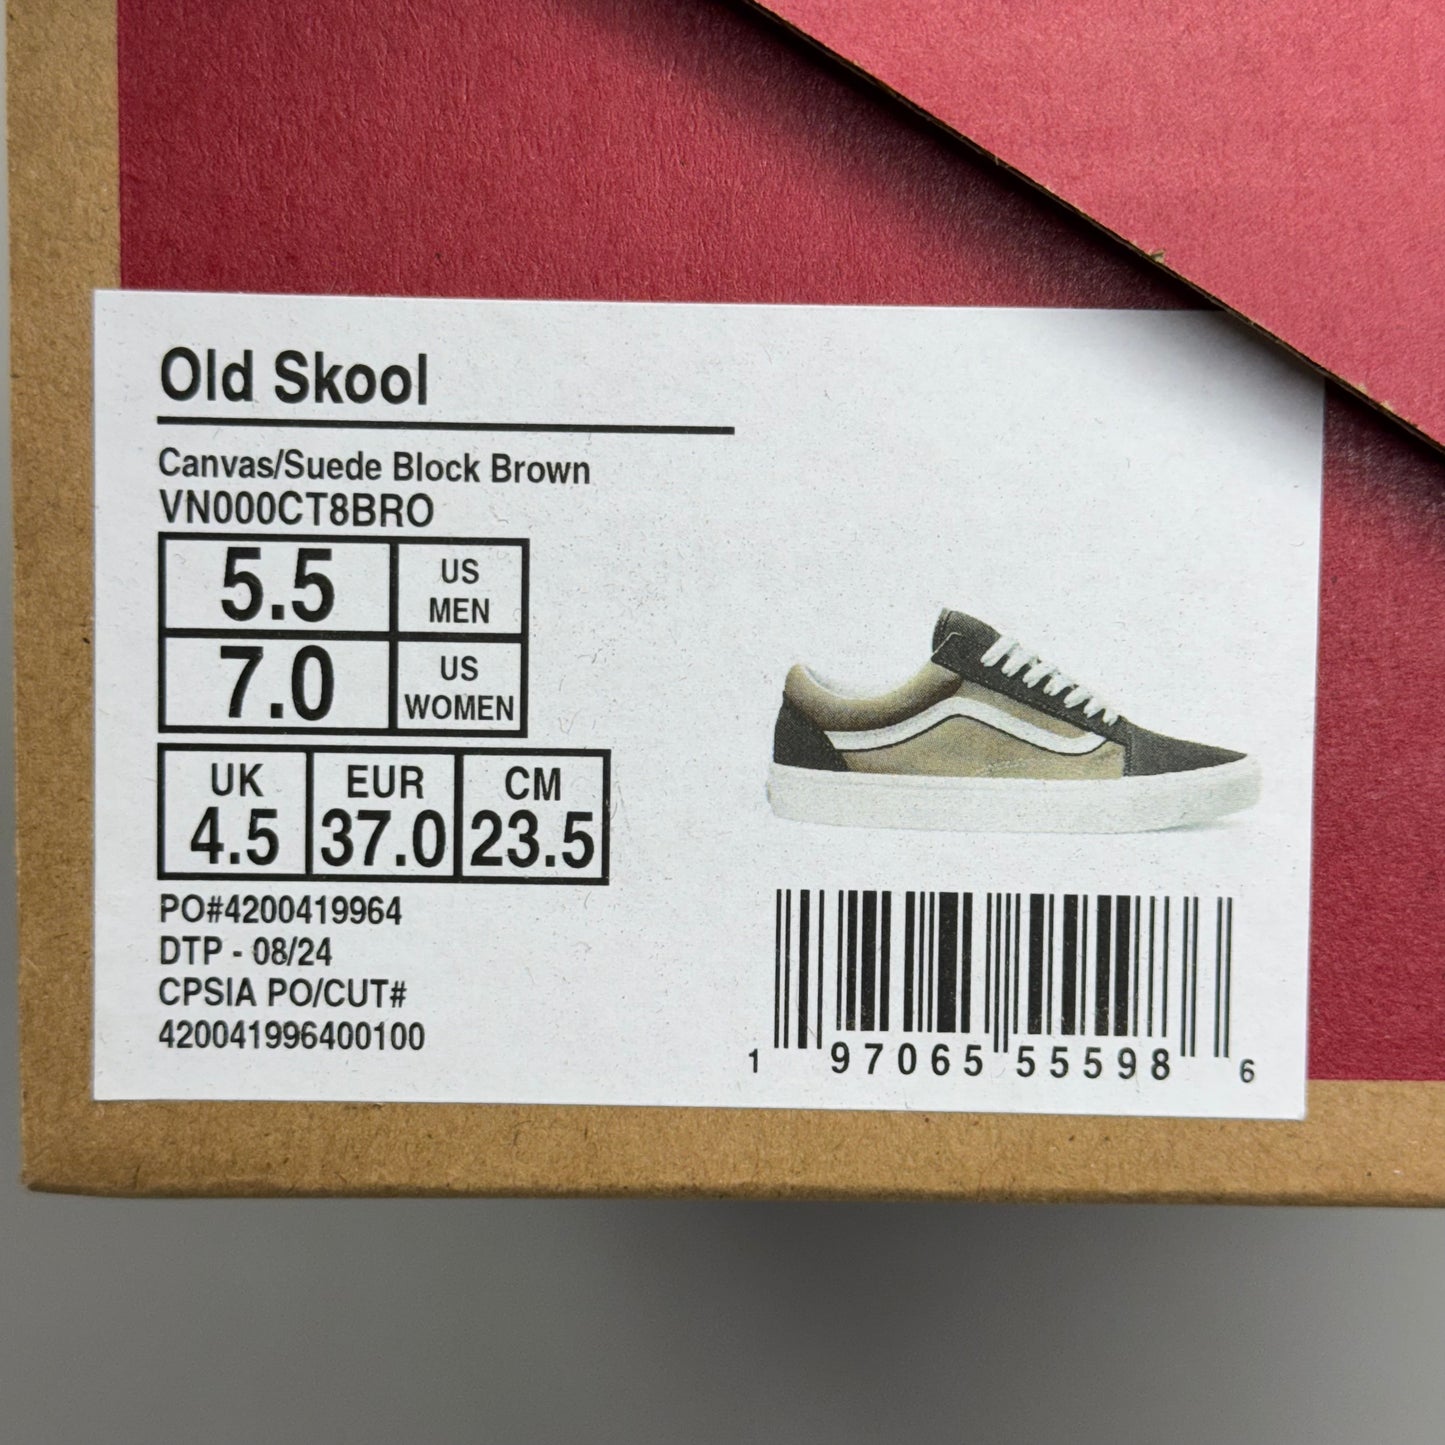 Old Skool
Canvas/Suede Block Brown
VN000CT8BRO
5.5 US MEN
7.0 US WOMEN
UK EUR CM
4.5 37.0 23.5
PO#4200419964
DTP - 08/24
CPSIA PO/CUT#
420041996400100
1 97065 55598 6